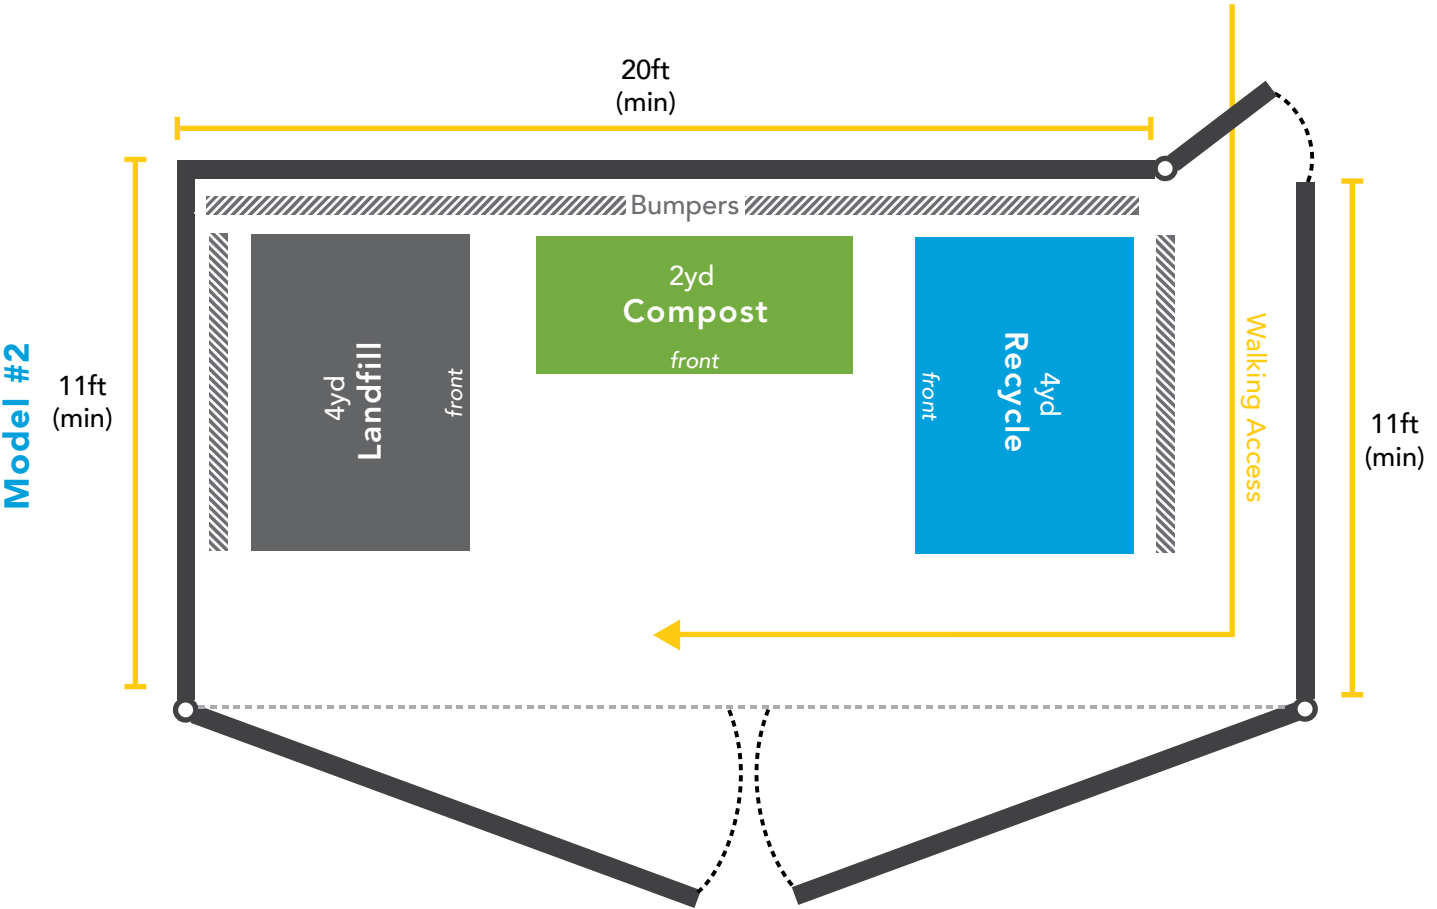 20ft
(min)
Bumpers
Model #2
11ft
(min)
4yd
Landfill
front
2yd
Compost
front
front
Recycle
4yd
Walking Access
11ft
(min)